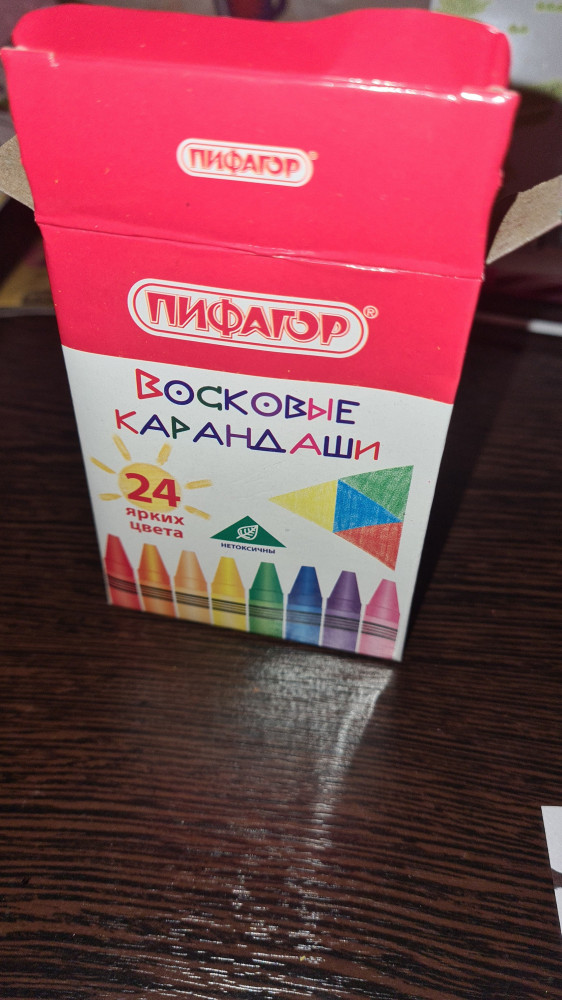 ПИФАГОР
ПИФАГОР®
ВОСКОВЫЕ
КАРАНДАШИ
24
ярких
цвета
НЕТОКСИЧНЫ